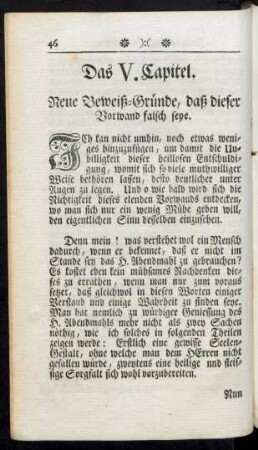 46
Das V. Capitel.
Neue Beweiß-Gründe, daß dieser
Vorwand falsch seye.
Ich kan nicht umhin, noch etwas weni-
ges hinzuzufügen, um damit die Un-
billigkeit dieser heillosen Entschuldi-
gung, womit sich so viele muthwilliger
Weise bethören lassen, desto deutlicher unter
Augen zu legen. Und o wie bald wird sich die
Nichtigkeit dieses elenden Vorwands entdecken,
wo man sich nur ein wenig Mühe geben will,
den eigentlichen Sinn desselben einzusehen.
Denn mein! was verstehet wol ein Mensch
dadurch, wenn er bekennet, daß er nicht im
Stande sey das H. Abendmahl zu gebrauchen?
Es kostet eben kein mühsames Nachdenken die-
ses zu errathen, wenn man nur zum voraus
setzet, daß gleichwol in diesen Worten einiger
Verstand und einige Wahrheit zu finden seye.
Man hat nemlich zu würdiger Geniessung des
H. Abendmahls mehr nicht als zwey Sachen
nöthig, wie ich solches in folgenden Theilen
zeigen werde: Erstlich eine gewisse Seelen-
Gestalt, ohne welche man dem HErren nicht
gefallen würde, zweytens eine heilige und fleis-
sige Sorgfalt sich wohl vorzubereiten.
Nun